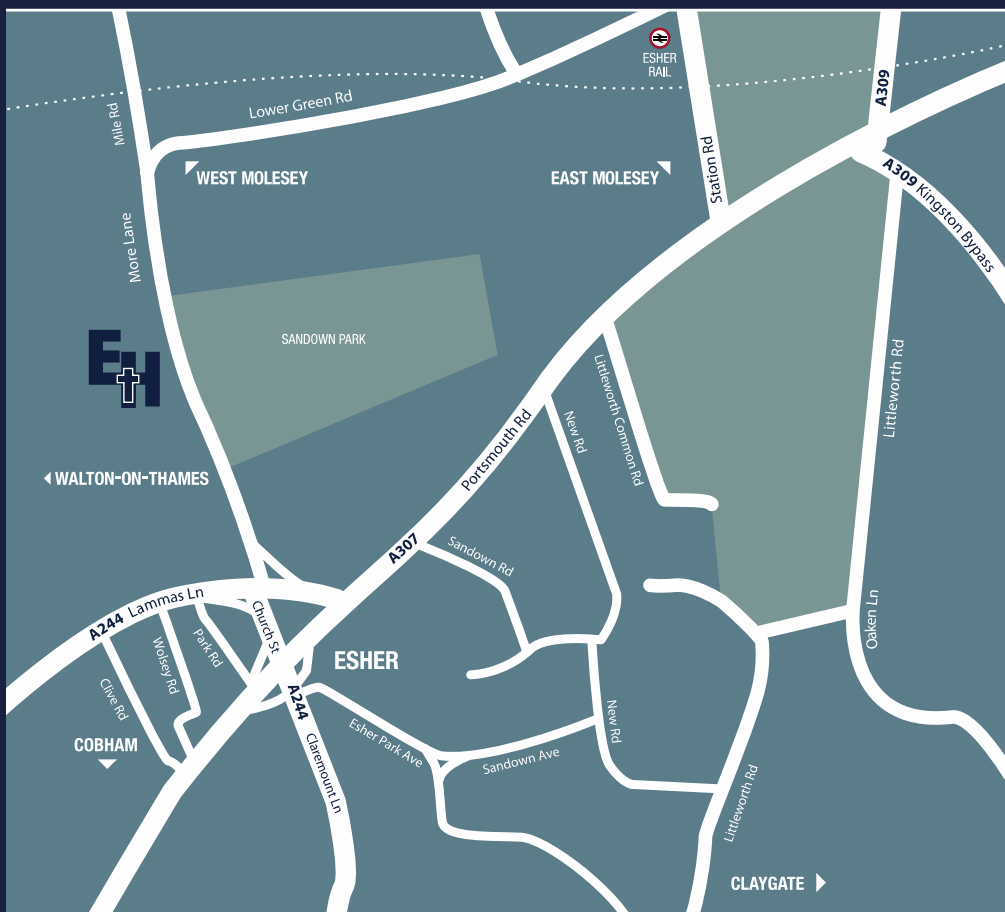 ESHER
RAIL
A309
Mile Rd
Lower Green Rd
WEST MOLESEY
EAST MOLESEY
Station Rd
A309 Kingston Bypass
More Lane
SANDOWN PARK
EH
Littleworth Common Rd
Littleworth Rd
New Rd
Portsmouth Rd
WALTON-ON-THAMES
A307
Sandown Rd
A244 Lammas Ln
Church St
Wolsey Rd
Park Rd
Oaken Ln
ESHER
Clive Rd
A244
Claremount Ln
Esher Park Ave
New Rd
COBHAM
Sandown Ave
Littleworth Rd
CLAYGATE